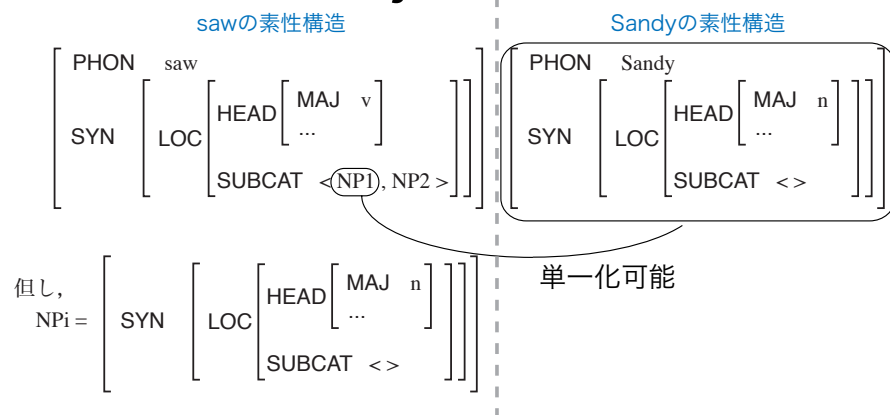 sawの素性構造
Sandyの素性構造
PHON saw
SYN LOC HEAD MAJ v
...
SUBCAT <NP1, NP2>
PHON Sandy
SYN LOC HEAD MAJ n
...
SUBCAT < >
単一化可能
但し,
NPi = SYN LOC HEAD MAJ n
...
SUBCAT < >